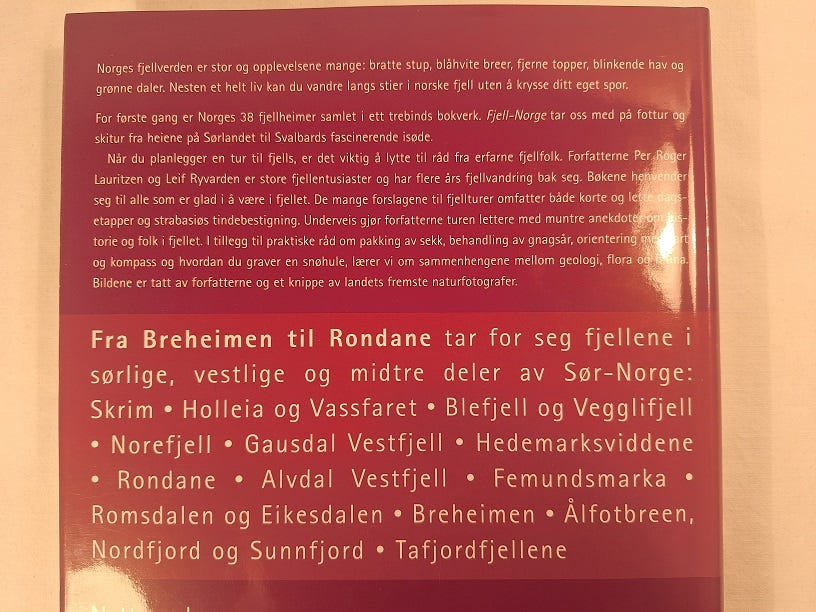 Norges fjellverden er stor og opplevelsene mange: bratte stup, blåhvite breer, fjerne topper, blinkende hav og
grønne daler. Nesten et helt liv kan du vandre langs stier i norske fjell uten å krysse ditt eget spor.
For første gang er Norges 38 fjellheimer samlet i ett trebinds bokverk. Fjell-Norge tar oss med på fottur og
skitur fra heiene på Sørlandet til Svalbards fascinerende isøde.
Når du planlegger en tur til fjells, er det viktig å lytte til råd fra erfarne fjellfolk. Forfatterne Per Roger
Lauritzen og Leif Ryvarden er store fjellentusiaster og har flere års fjellvandring bak seg. Bøkene henvender
seg til alle som er glad i å være i fjellet. De mange forslagene til fjellturer omfatter både korte og lette dags-
etapper og strabasiøs tindebestigning. Underveis gjør forfatterne turen lettere med muntre anekdoter om his-
torie og folk i fjellet. I tillegg til praktiske råd om pakking av sekk, behandling av gnagsår, orientering med kart
og kompass og hvordan du graver en snøhule, lærer vi om sammenhengene mellom geologi, flora og fauna.
Bildene er tatt av forfatterne og et knippe av landets fremste naturfotografer.
Fra Breheimen til Rondane tar for seg fjellene i
sørlige, vestlige og midtre deler av Sør-Norge:
Skrim • Holleia og Vassfaret • Blefjell og Vegglifjell
• Norefjell • Gausdal Vestfjell • Hedemarksviddene
• Rondane • Alvdal Vestfjell • Femundsmarka •
Romsdalen og Eikesdalen • Breheimen • Ålfotbreen,
Nordfjord og Sunnfjord • Tafjordfjellene